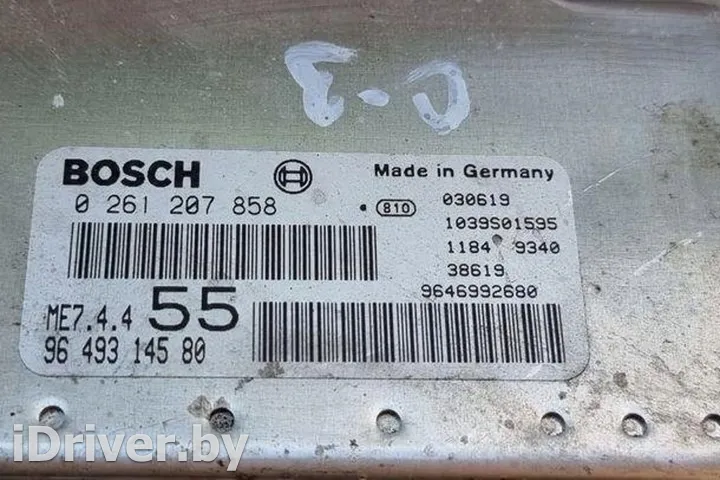 C-3
BOSCH
Made in Germany
0 261 207 858
810
030619
1039S01595
1184 9340
38619
9646992680
ME7.4.4 55
96 493 145 80
iDriver.by